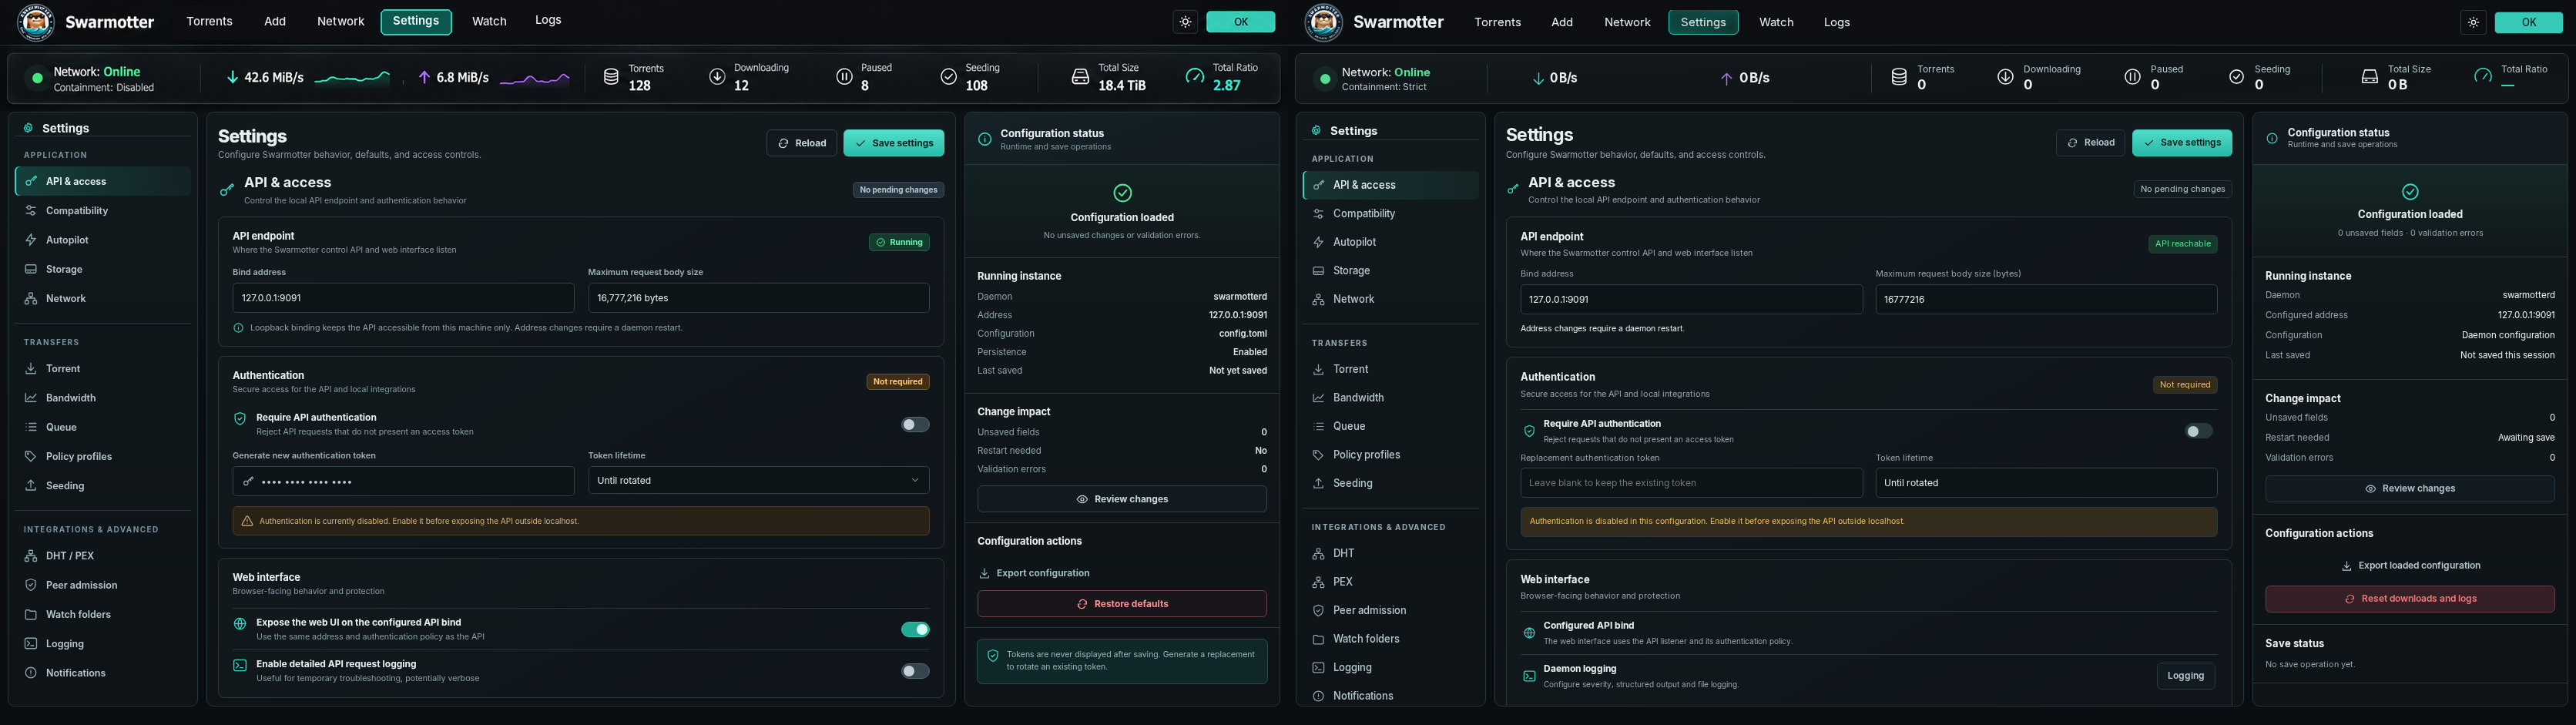 Swarmotter
Torrents
Add
Network
Settings
Watch
Logs
OK
Network: Online
Containment: Disabled
42.6 MiB/s
6.8 MiB/s
Torrents
128
Downloading
12
Paused
8
Seeding
108
Total Size
18.4 TiB
Total Ratio
2.87
Settings
APPLICATION
API & access
Compatibility
Autopilot
Storage
Network
TRANSFERS
Torrent
Bandwidth
Queue
Policy profiles
Seeding
INTEGRATIONS & ADVANCED
DHT / PEX
Peer admission
Watch folders
Logging
Notifications
Settings
Configure Swarmotter behavior, defaults, and access controls.
Reload
Save settings
API & access
Control the local API endpoint and authentication behavior
No pending changes
API endpoint
Where the Swarmotter control API and web interface listen
Running
Bind address
Maximum request body size
127.0.0.1:9091
16,777,216 bytes
Loopback binding keeps the API accessible from this machine only. Address changes require a daemon restart.
Authentication
Secure access for the API and local integrations
Not required
Require API authentication
Reject API requests that do not present an access token
Generate new authentication token
Token lifetime
•••• •••• •••• ••••
Until rotated
Authentication is currently disabled. Enable it before exposing the API outside localhost.
Web interface
Browser-facing behavior and protection
Expose the web UI on the configured API bind
Use the same address and authentication policy as the API
Enable detailed API request logging
Useful for temporary troubleshooting, potentially verbose
Configuration status
Runtime and save operations
Configuration loaded
No unsaved changes or validation errors.
Running instance
Daemon swarmotterd
Address 127.0.0.1:9091
Configuration config.toml
Persistence Enabled
Last saved Not yet saved
Change impact
Unsaved fields 0
Restart needed No
Validation errors 0
Review changes
Configuration actions
Export configuration
Restore defaults
Tokens are never displayed after saving. Generate a replacement
to rotate an existing token.
Swarmotter
Torrents
Add
Network
Settings
Watch
Logs
OK
Network: Online
Containment: Strict
0 B/s
0 B/s
Torrents
0
Downloading
0
Paused
0
Seeding
0
Total Size
0 B
Total Ratio
—
Settings
APPLICATION
API & access
Compatibility
Autopilot
Storage
Network
TRANSFERS
Torrent
Bandwidth
Queue
Policy profiles
Seeding
INTEGRATIONS & ADVANCED
DHT
PEX
Peer admission
Watch folders
Logging
Notifications
Settings
Configure Swarmotter behavior, defaults, and access controls.
Reload
Save settings
API & access
Control the local API endpoint and authentication behavior
No pending changes
API endpoint
Where the Swarmotter control API and web interface listen
API reachable
Bind address
Maximum request body size (bytes)
127.0.0.1:9091
16777216
Address changes require a daemon restart.
Authentication
Secure access for the API and local integrations
Not required
Require API authentication
Reject requests that do not present an access token
Replacement authentication token
Token lifetime
Leave blank to keep the existing token
Until rotated
Authentication is disabled in this configuration. Enable it before exposing the API outside localhost.
Web interface
Browser-facing behavior and protection
Configured API bind
The web interface uses the API listener and its authentication policy.
Daemon logging
Configure severity, structured output and file logging.
Logging
Configuration status
Runtime and save operations
Configuration loaded
0 unsaved fields · 0 validation errors
Running instance
Daemon swarmotterd
Configured address 127.0.0.1:9091
Configuration Daemon configuration
Last saved Not saved this session
Change impact
Unsaved fields 0
Restart needed Awaiting save
Validation errors 0
Review changes
Configuration actions
Export loaded configuration
Reset downloads and logs
Save status
No save operation yet.